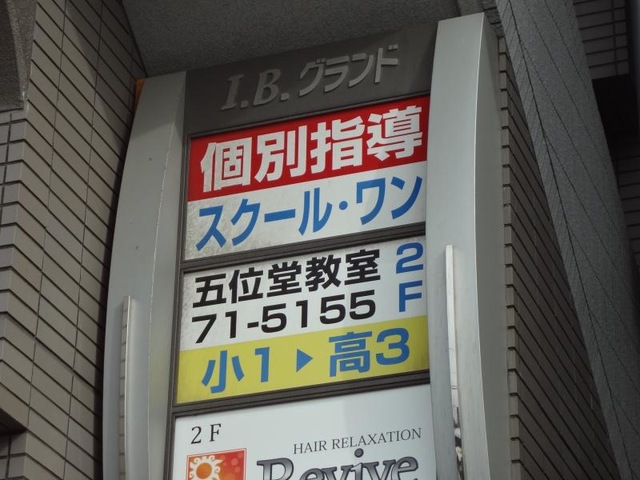 I.B.グランド
個別指導
スクール・ワン
五位堂教室 2F
71-5155
小1▶高3
2F
HAIR RELAXATION
Revive